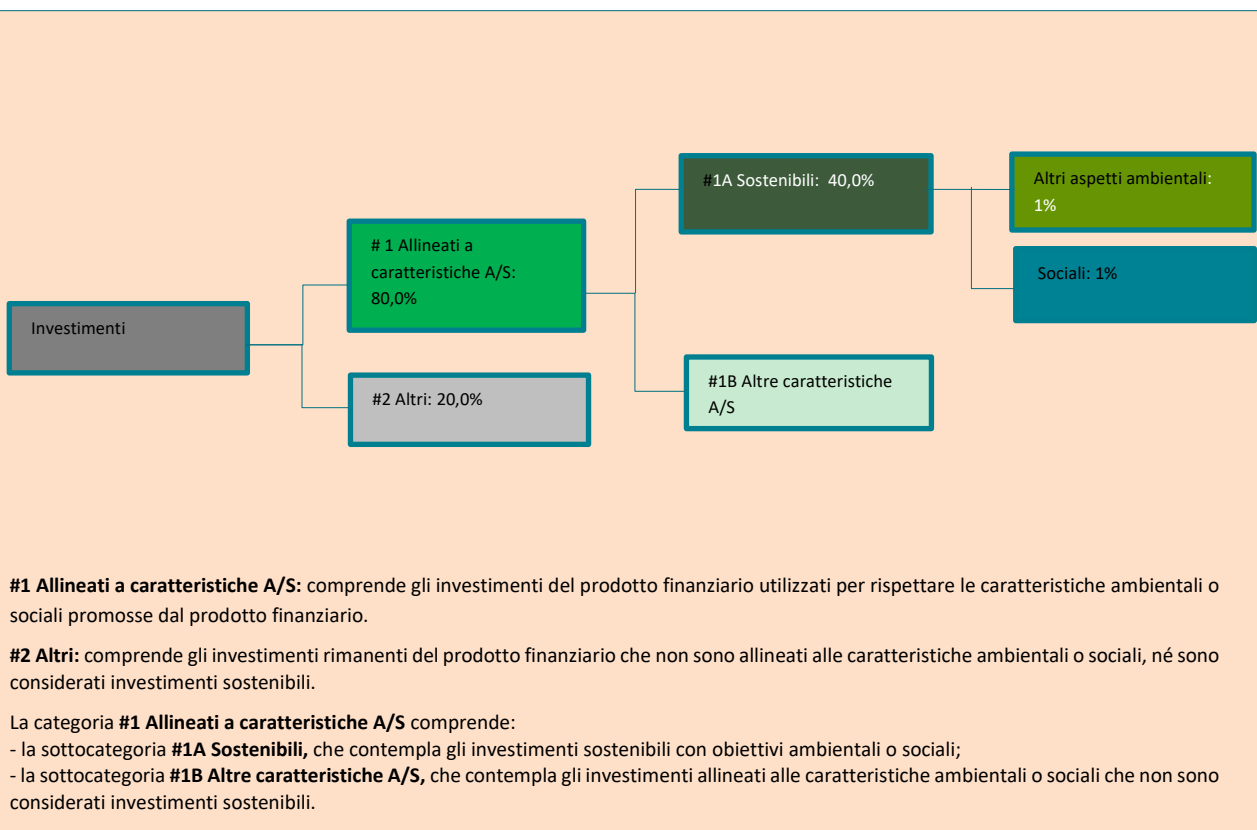 #1A Sostenibili: 40,0%
Altri aspetti ambientali:
1%
# 1 Allineati a
caratteristiche A/S:
80,0%
Sociali: 1%
Investimenti
#2 Altri: 20,0%
#1B Altre caratteristiche
A/S
#1 Allineati a caratteristiche A/S: comprende gli investimenti del prodotto finanziario utilizzati per rispettare le caratteristiche ambientali o
sociali promosse dal prodotto finanziario.
#2 Altri: comprende gli investimenti rimanenti del prodotto finanziario che non sono allineati alle caratteristiche ambientali o sociali, né sono
considerati investimenti sostenibili.
La categoria #1 Allineati a caratteristiche A/S comprende:
- la sottocategoria #1A Sostenibili, che contempla gli investimenti sostenibili con obiettivi ambientali o sociali;
- la sottocategoria #1B Altre caratteristiche A/S, che contempla gli investimenti allineati alle caratteristiche ambientali o sociali che non sono
considerati investimenti sostenibili.